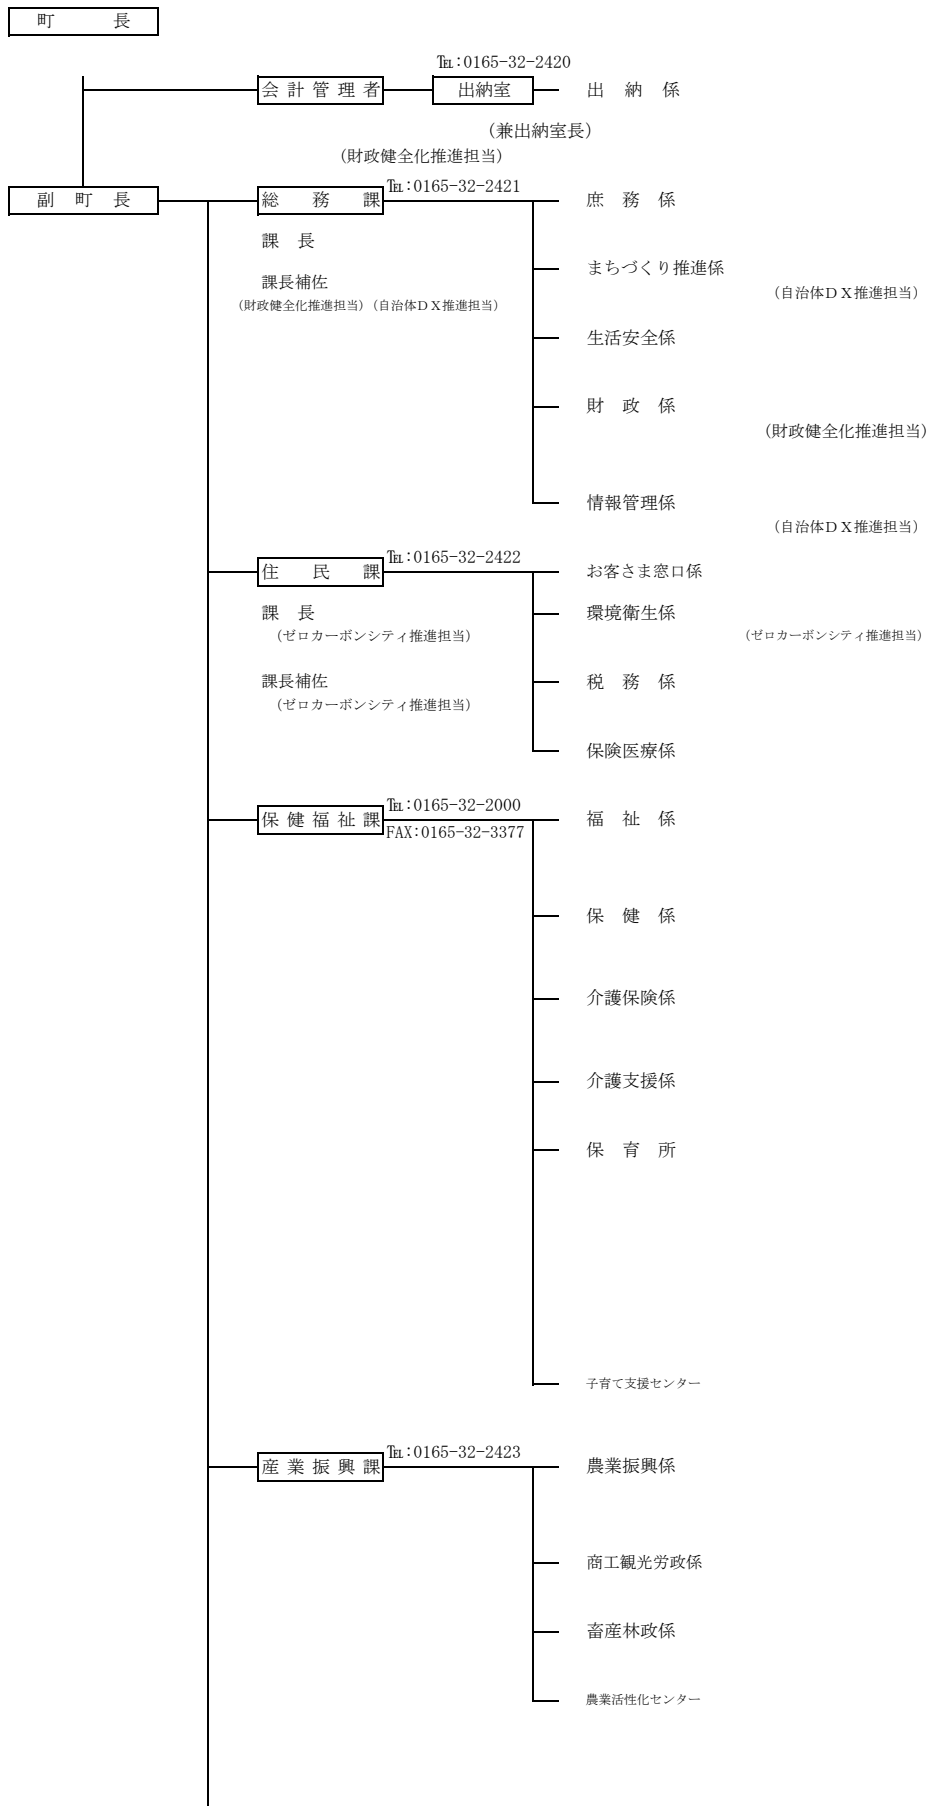 町　長
℡:0165-32-2420
会計管理者 出納室 出　納　係
（兼出納室長）
（財政健全化推進担当）
℡:0165-32-2421
副　町　長 総　務　課 庶　務　係
課　長
まちづくり推進係
課長補佐
（自治体ＤＸ推進担当）
（財政健全化推進担当）（自治体ＤＸ推進担当）
生活安全係
財　政　係
（財政健全化推進担当）
情報管理係
（自治体ＤＸ推進担当）
℡:0165-32-2422
住　民　課 お客さま窓口係
課　長 環境衛生係
（ゼロカーボンシティ推進担当） （ゼロカーボンシティ推進担当）
課長補佐 税　務　係
（ゼロカーボンシティ推進担当）
保険医療係
℡:0165-32-2000
保健福祉課 福　祉　係
FAX:0165-32-3377
保　健　係
介護保険係
介護支援係
保　育　所
子育て支援センター
℡:0165-32-2423
産業振興課 農業振興係
商工観光労政係
畜産林政係
農業活性化センター